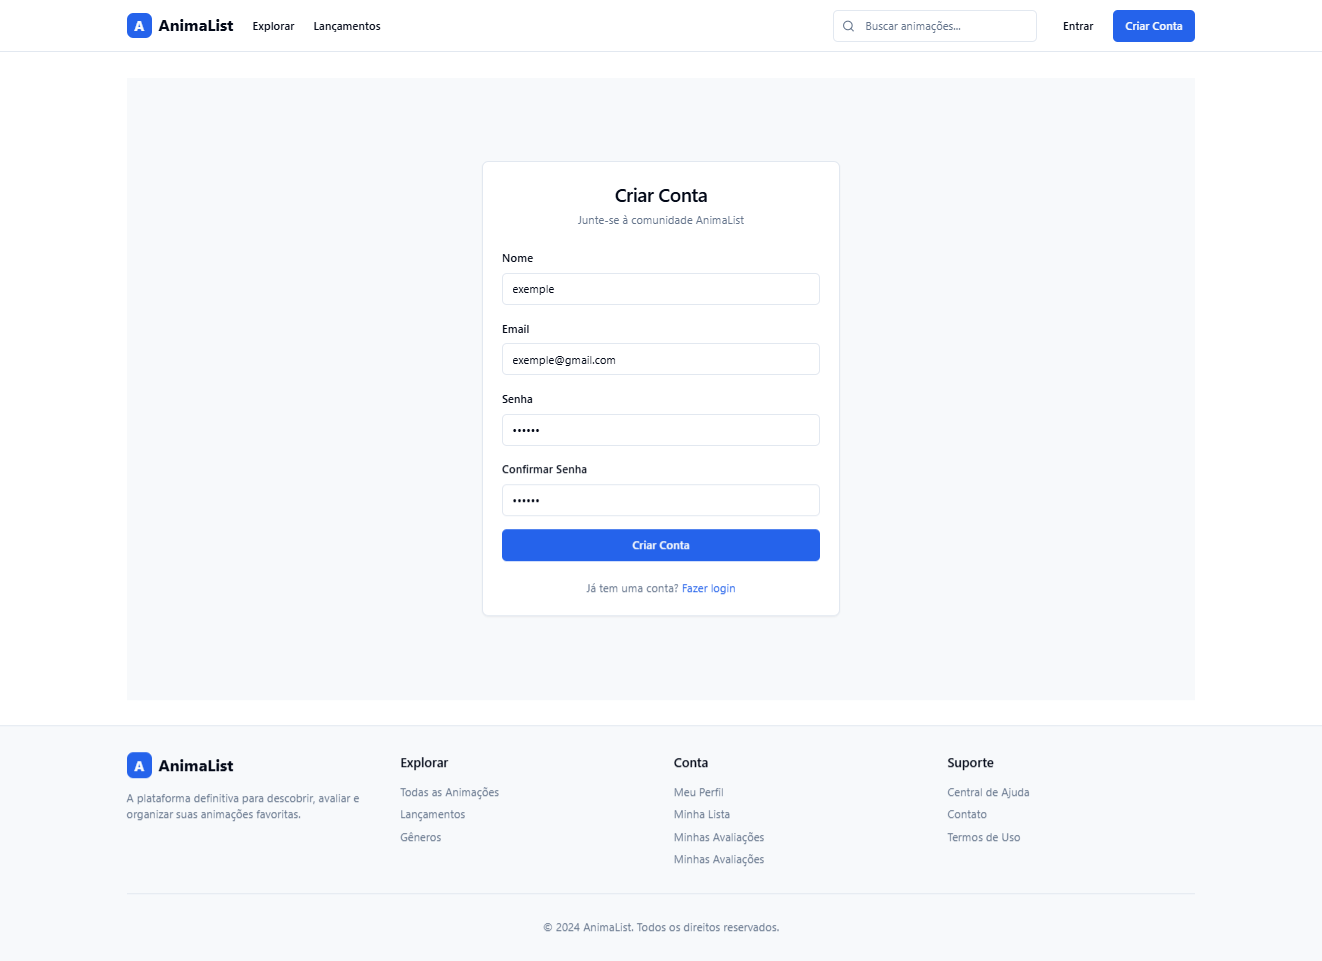 A AnimaList Explorar Lançamentos Buscar animações... Entrar Criar Conta
Criar Conta
Junte-se à comunidade AnimaList
Nome
exemple
Email
exemple@gmail.com
Senha
••••••
Confirmar Senha
••••••
Criar Conta
Já tem uma conta? Fazer login
A AnimaList
A plataforma definitiva para descobrir, avaliar e
organizar suas animações favoritas.
Explorar
Todas as Animações
Lançamentos
Gêneros
Conta
Meu Perfil
Minha Lista
Minhas Avaliações
Minhas Avaliações
Suporte
Central de Ajuda
Contato
Termos de Uso
© 2024 AnimaList. Todos os direitos reservados.